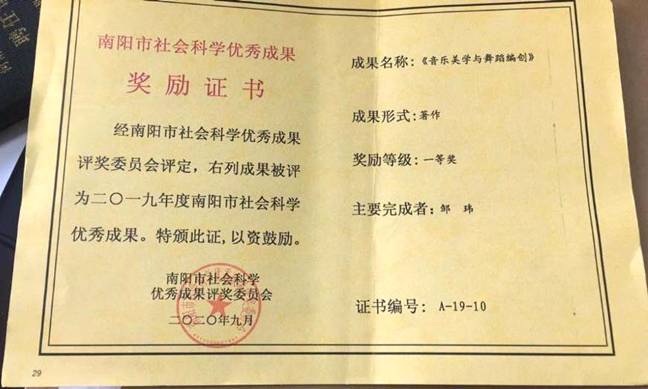 南阳市社会科学优秀成果
奖励证书
经南阳市社会科学优秀成果
评奖委员会评定，右列成果被评
为二〇一九年度南阳市社会科学
优秀成果。特颁此证，以资鼓励。
南阳市社会科学
优秀成果评奖委员会
二〇二〇年九月
29
成果名称：《音乐美学与舞蹈编创》
成果形式：著作
奖励等级：一等奖
主要完成者：邹 玮
证书编号： A-19-10